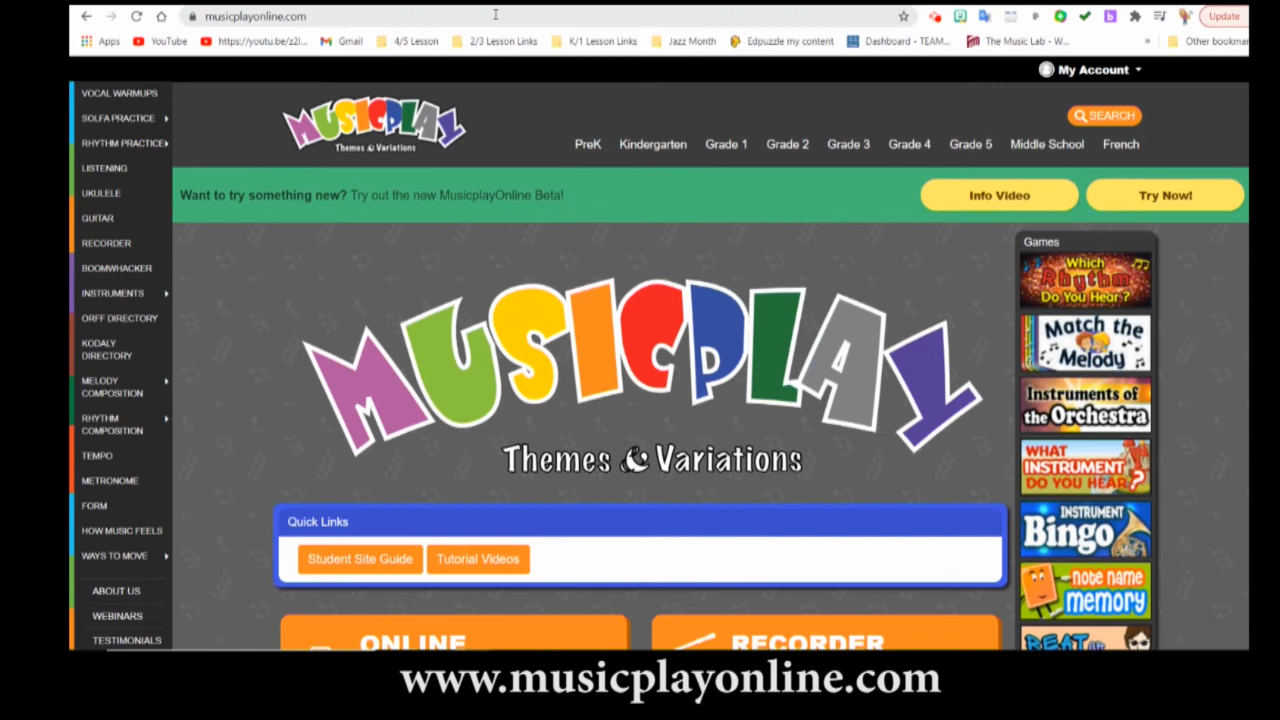 musicplayonline.com
Update
Apps YouTube https://youtu.be/z2l... Gmail 4/5 Lesson 2/3 Lesson Links K/1 Lesson Links Jazz Month Edpuzzle my content Dashboard - TEAM... The Music Lab - W... » Other bookmar
My Account
MUSICPLAY
Themes & Variations
SEARCH
PreK Kindergarten Grade 1 Grade 2 Grade 3 Grade 4 Grade 5 Middle School French
Want to try something new? Try out the new MusicplayOnline Beta!
Info Video
Try Now!
VOCAL WARMUPS
SOLFA PRACTICE
RHYTHM PRACTICE
LISTENING
UKULELE
GUITAR
RECORDER
BOOMWHACKER
INSTRUMENTS
ORFF DIRECTORY
KODALY
DIRECTORY
MELODY
COMPOSITION
RHYTHM
COMPOSITION
TEMPO
METRONOME
FORM
HOW MUSIC FEELS
WAYS TO MOVE
ABOUT US
WEBINARS
TESTIMONIALS
MUSICPLAY
Themes & Variations
Quick Links
Student Site Guide
Tutorial Videos
ONLINE
RECORDER
Games
Which
Rhythm
Do You Hear?
Match the
Melody
Instruments of
the Orchestra
WHAT
INSTRUMENT
DO YOU HEAR?
INSTRUMENT
Bingo
note name
memory
BEAT
www.musicplayonline.com